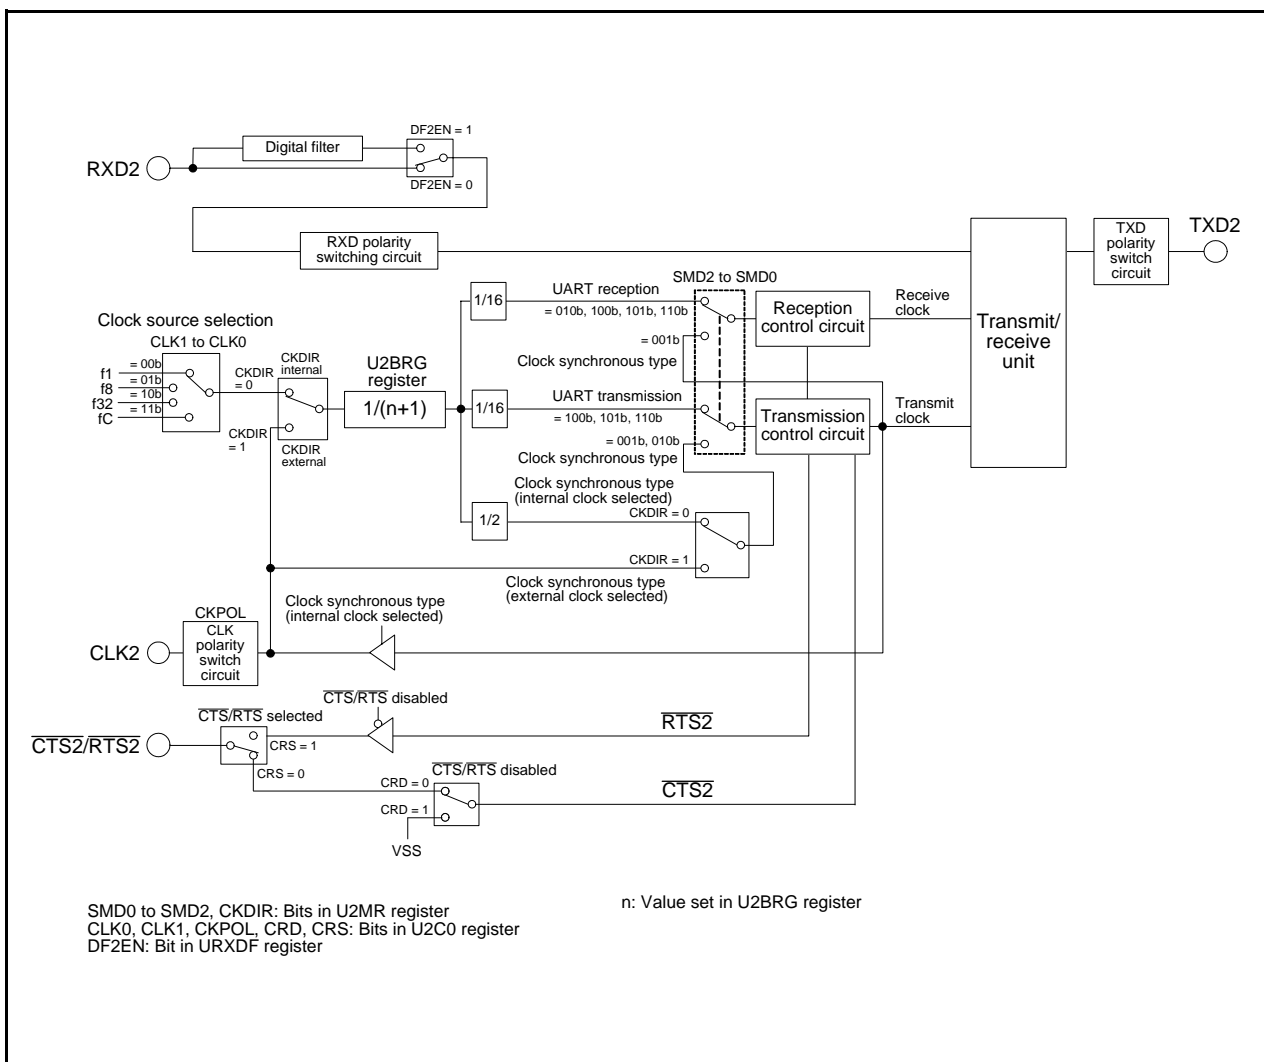 DF2EN = 1
Digital filter
RXD2
DF2EN = 0
RXD polarity
switching circuit
TXD
polarity
switch
circuit
TXD2
SMD2 to SMD0
1/16
UART reception
= 010b, 100b, 101b, 110b
Reception
control circuit
Receive
clock
Transmit/
receive
unit
= 001b
Clock synchronous type
Clock source selection
CLK1 to CLK0
= 00b
f1
= 01b
f8
= 10b
f32
= 11b
fC
CKDIR
= 0
CKDIR
internal
CKDIR
= 1
CKDIR
external
U2BRG
register
1/(n+1)
1/16
UART transmission
= 100b, 101b, 110b
Transmission
control circuit
Transmit
clock
= 001b, 010b
Clock synchronous type
Clock synchronous type
(internal clock selected)
1/2
CKDIR = 0
CKDIR = 1
Clock synchronous type
(external clock selected)
Clock synchronous type
(internal clock selected)
CKPOL
CLK2
CLK
polarity
switch
circuit
CTS/RTS disabled
CTS/RTS selected
CTS2/RTS2
CRS = 1
RTS2
CRS = 0
CTS/RTS disabled
CRD = 0
CTS2
CRD = 1
VSS
SMD0 to SMD2, CKDIR: Bits in U2MR register
CLK0, CLK1, CKPOL, CRD, CRS: Bits in U2C0 register
DF2EN: Bit in URXDF register
n: Value set in U2BRG register